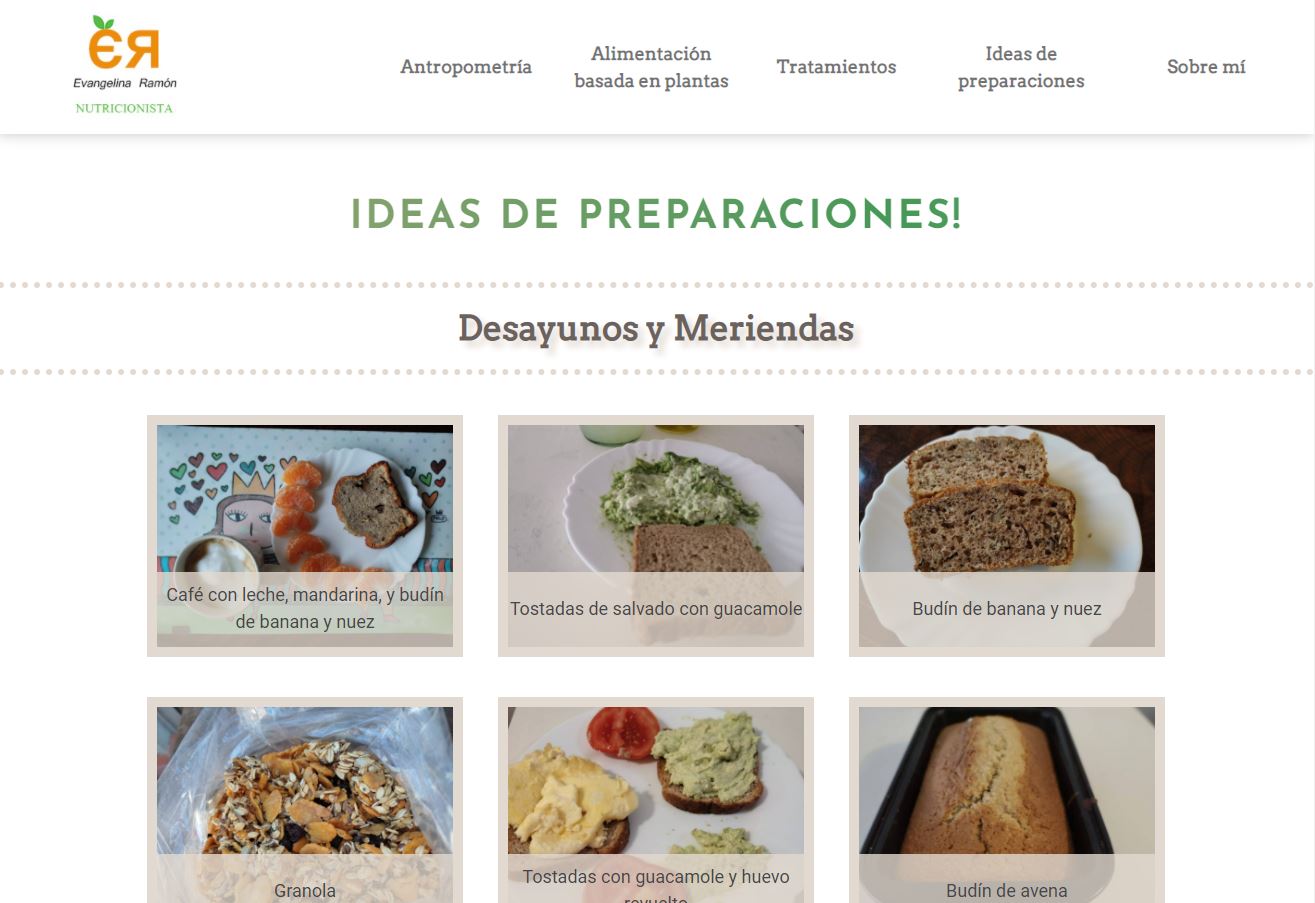 ER
Evangelina Ramón
NUTRICIONISTA
Antropometría
Alimentación
basada en plantas
Tratamientos
Ideas de
preparaciones
Sobre mí
IDEAS DE PREPARACIONES!
Desayunos y Meriendas
Café con leche, mandarina, y budín
de banana y nuez
Tostadas de salvado con guacamole
Budín de banana y nuez
Granola
Tostadas con guacamole y huevo
revuelto
Budín de avena